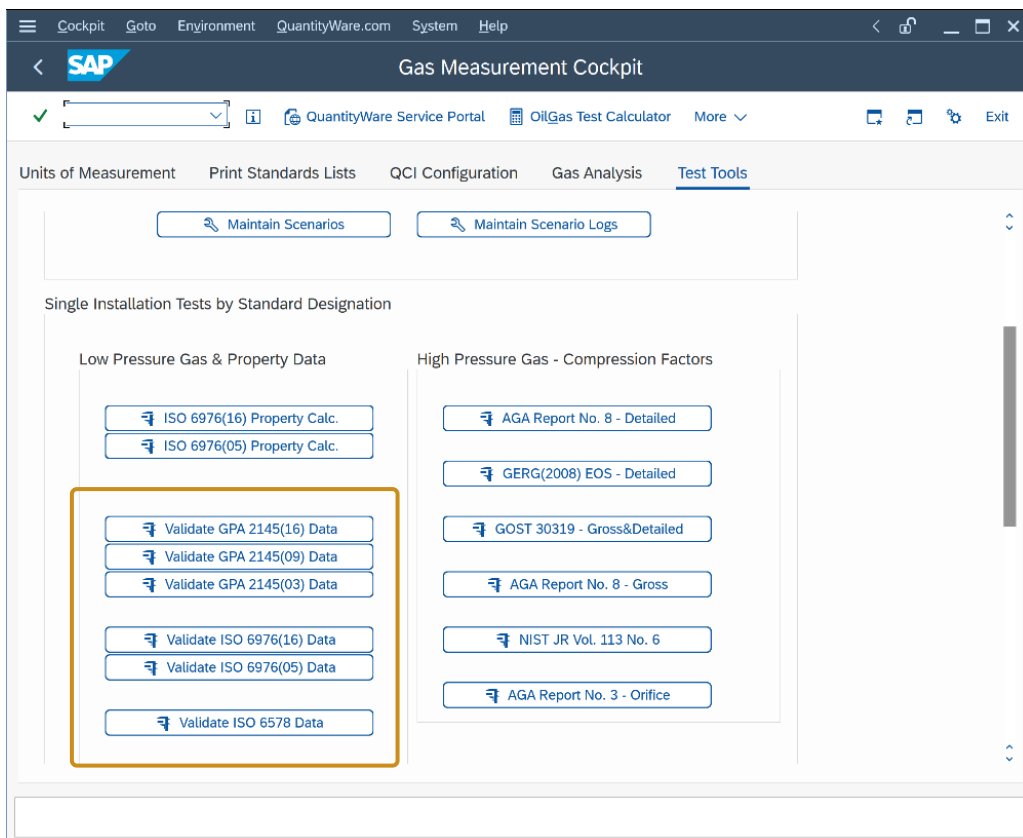 Cockpit Goto Environment QuantityWare.com System Help
SAP Gas Measurement Cockpit
QuantityWare Service Portal OilGas Test Calculator More Exit
Units of Measurement Print Standards Lists QCI Configuration Gas Analysis Test Tools
Maintain Scenarios Maintain Scenario Logs
Single Installation Tests by Standard Designation
Low Pressure Gas & Property Data High Pressure Gas - Compression Factors
ISO 6976(16) Property Calc. AGA Report No. 8 - Detailed
ISO 6976(05) Property Calc.
GERG(2008) EOS - Detailed
Validate GPA 2145(16) Data GOST 30319 - Gross&Detailed
Validate GPA 2145(09) Data
Validate GPA 2145(03) Data AGA Report No. 8 - Gross
Validate ISO 6976(16) Data NIST JR Vol. 113 No. 6
Validate ISO 6976(05) Data
AGA Report No. 3 - Orifice
Validate ISO 6578 Data